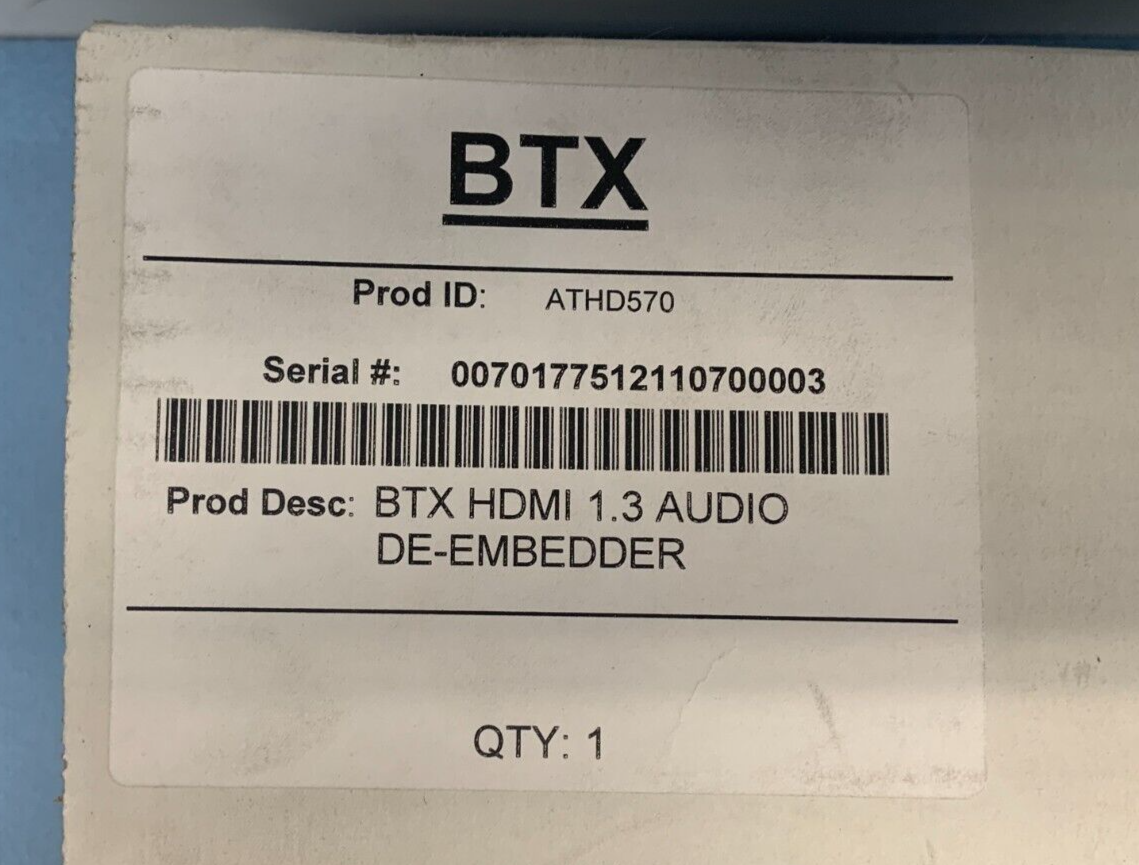 BTX
Prod ID: ATHD570
Serial #: 0070177512110700003
Prod Desc: BTX HDMI 1.3 AUDIO
DE-EMBEDDER
QTY: 1